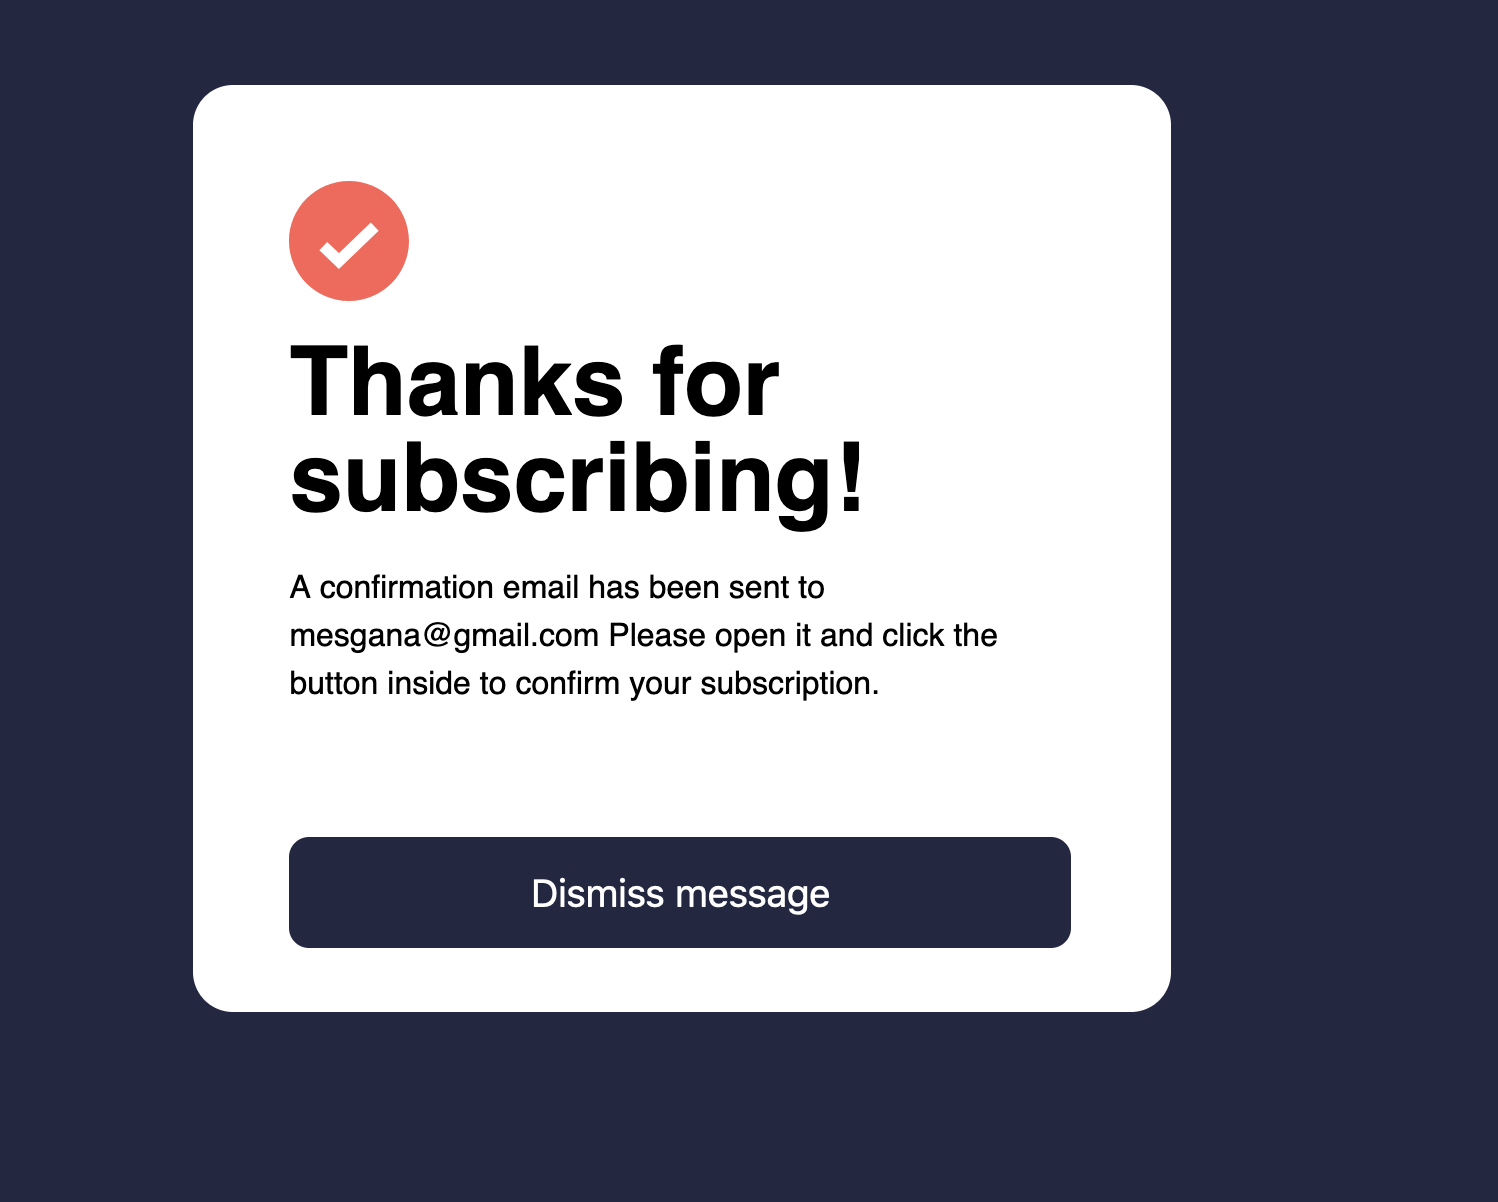 Thanks for
subscribing!
A confirmation email has been sent to
mesgana@gmail.com Please open it and click the
button inside to confirm your subscription.
Dismiss message